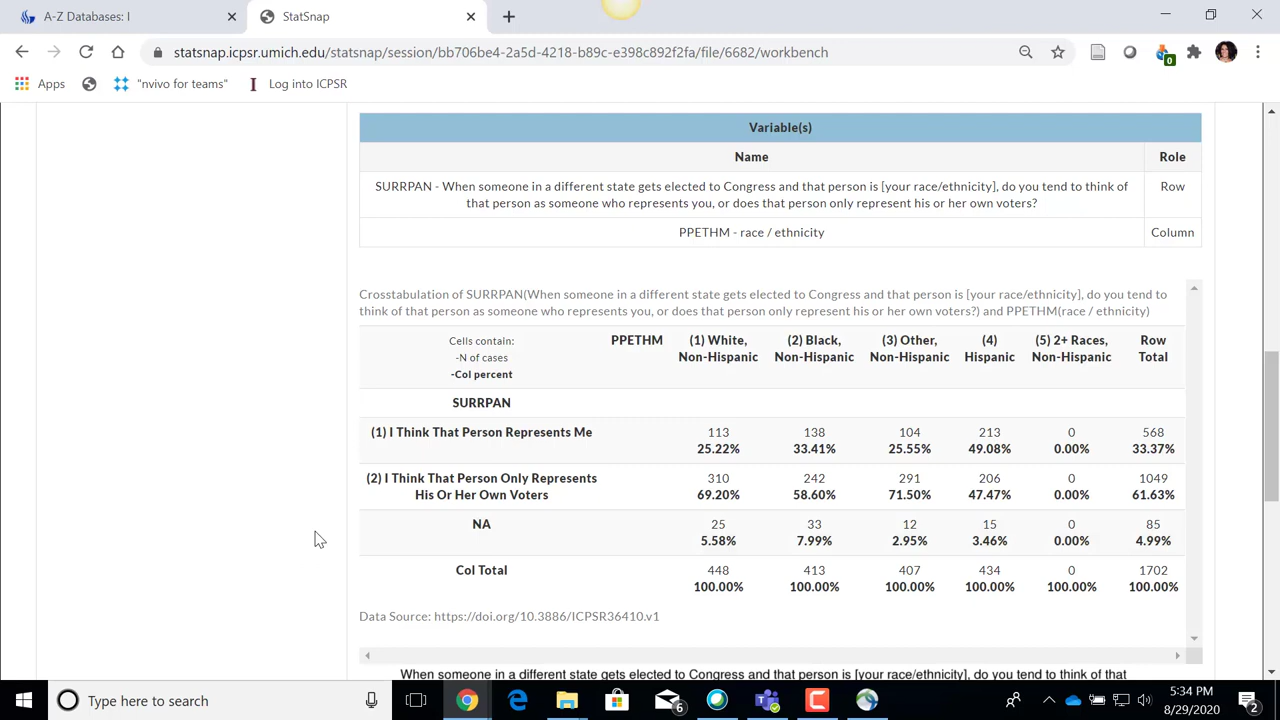 A-Z Databases: I
StatSnap
statsnap.icpsr.umich.edu/statsnap/session/bb706be4-2a5d-4218-b89c-e398c892f2fa/file/6682/workbench
0
Apps
"nvivo for teams"
Log into ICPSR
Variable(s)
Name Role
SURRPAN - When someone in a different state gets elected to Congress and that person is [your race/ethnicity], do you tend to think of
that person as someone who represents you, or does that person only represent his or her own voters?
Row
PPETHM - race / ethnicity Column
Crosstabulation of SURRPAN(When someone in a different state gets elected to Congress and that person is [your race/ethnicity], do you tend to
think of that person as someone who represents you, or does that person only represent his or her own voters?) and PPETHM(race / ethnicity)
Cells contain:
-N of cases
-Col percent
PPETHM
(1) White,
Non-Hispanic
(2) Black,
Non-Hispanic
(3) Other,
Non-Hispanic
(4)
Hispanic
(5) 2+ Races,
Non-Hispanic
Row
Total
SURRPAN
(1) I Think That Person Represents Me
113 138 104 213 0 568
25.22% 33.41% 25.55% 49.08% 0.00% 33.37%
(2) I Think That Person Only Represents
His Or Her Own Voters
310 242 291 206 0 1049
69.20% 58.60% 71.50% 47.47% 0.00% 61.63%
NA
25 33 12 15 0 85
5.58% 7.99% 2.95% 3.46% 0.00% 4.99%
Col Total
448 413 407 434 0 1702
100.00% 100.00% 100.00% 100.00% 100.00% 100.00%
Data Source: https://doi.org/10.3886/ICPSR36410.v1
When someone in a different state gets elected to Congress and that person is [your race/ethnicity], do you tend to think of that
Type here to search
6
5:34 PM
8/29/2020
2